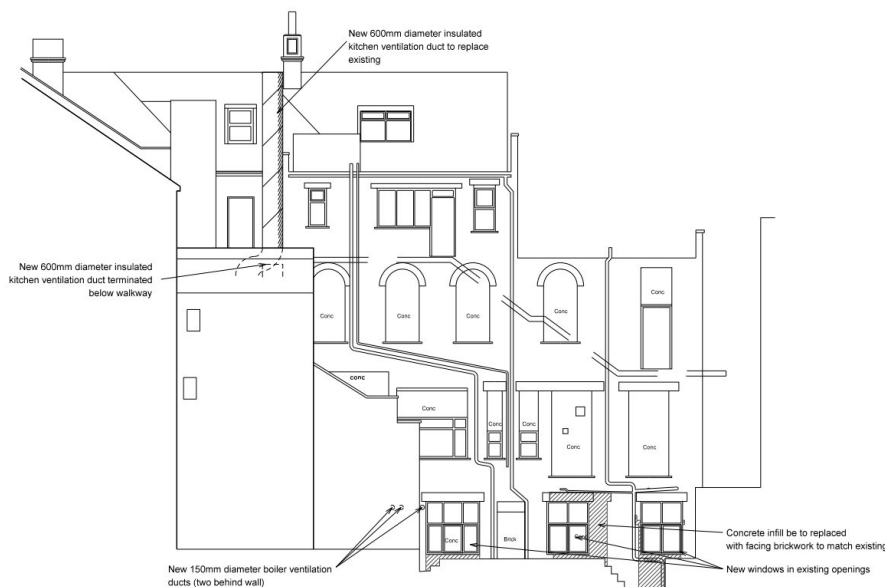 New 600mm diameter insulated
kitchen ventilation duct to replace
existing
New 600mm diameter insulated
kitchen ventilation duct terminated
below walkway
Conc
Conc
Conc
Conc
Conc
conc
Conc
Conc
Conc
Conc
Conc
Conc
Brick
Conc
Concrete infill be to replaced
with facing brickwork to match existing
New windows in existing openings
New 150mm diameter boiler ventilation
ducts (two behind wall)